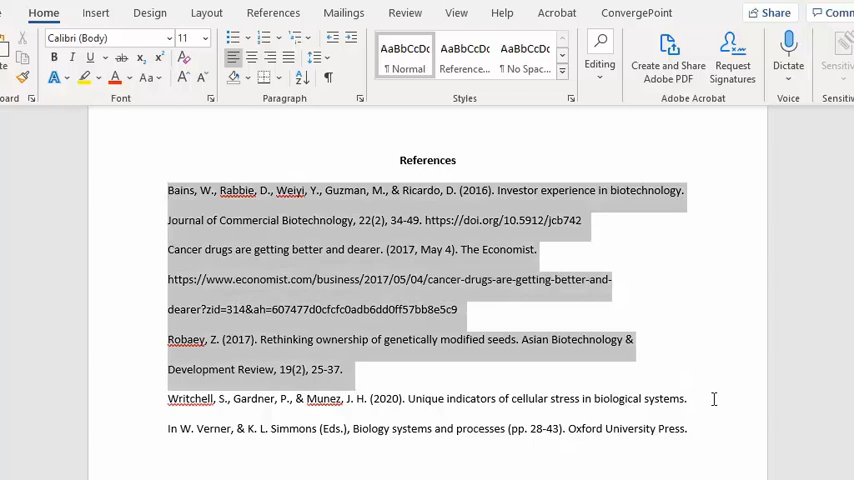 Home Insert Design Layout References Mailings Review View Help Acrobat ConvergePoint Share
Calibri (Body) 11 AaBbCcDc AaBbCcDc AaBbCcDc
B I U ab x₂ x² ¶ Normal Reference... ¶ No Spac... Editing Create and Share Adobe PDF Request Signatures Dictate
A A Aa A A
Font Paragraph Styles Adobe Acrobat Voice
References
Bains, W., Rabbie, D., Weiyi, Y., Guzman, M., & Ricardo, D. (2016). Investor experience in biotechnology.
Journal of Commercial Biotechnology, 22(2), 34-49. https://doi.org/10.5912/jcb742
Cancer drugs are getting better and dearer. (2017, May 4). The Economist.
https://www.economist.com/business/2017/05/04/cancer-drugs-are-getting-better-and-
dearer?zid=314&ah=607477d0cfcfc0adb6dd0ff57bb8e5c9
Robaey, Z. (2017). Rethinking ownership of genetically modified seeds. Asian Biotechnology &
Development Review, 19(2), 25-37.
Writchell, S., Gardner, P., & Munez, J. H. (2020). Unique indicators of cellular stress in biological systems.
In W. Verner, & K. L. Simmons (Eds.), Biology systems and processes (pp. 28-43). Oxford University Press.